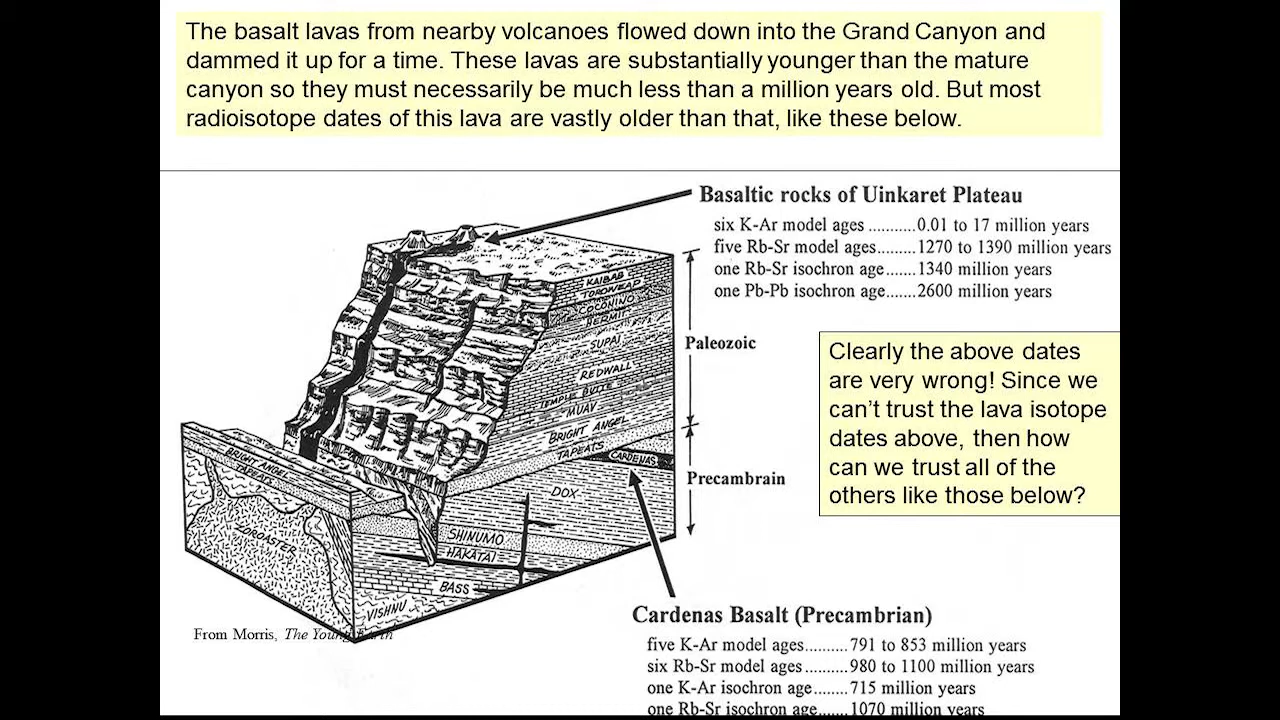 The basalt lavas from nearby volcanoes flowed down into the Grand Canyon and
dammed it up for a time. These lavas are substantially younger than the mature
canyon so they must necessarily be much less than a million years old. But most
radioisotope dates of this lava are vastly older than that, like these below.
Basaltic rocks of Uinkaret Plateau
six K-Ar model ages ..........0.01 to 17 million years
five Rb-Sr model ages.......1270 to 1390 million years
one Rb-Sr isochron age......1340 million years
one Pb-Pb isochron age......2600 million years
KAIBAB
TOROWEAP
COCONINO
HERMIT
SUPAI
REDWALL
TEMPLE BUTTE
MUAV
BRIGHT ANGEL
TAPEATS
CARDENAS
DOX
SHINUMO
HAKATAI
BASS
VISHNU
ZOROASTER
BRIGHT ANGEL
TAPEATS
Paleozoic
Precambrain
Clearly the above dates
are very wrong! Since we
can't trust the lava isotope
dates above, then how
can we trust all of the
others like those below?
From Morris, The Young Earth
Cardenas Basalt (Precambrian)
five K-Ar model ages..........791 to 853 million years
six Rb-Sr model ages ..........980 to 1100 million years
one K-Ar isochron age........715 million years
one Rb-Sr isochron age......1070 million years